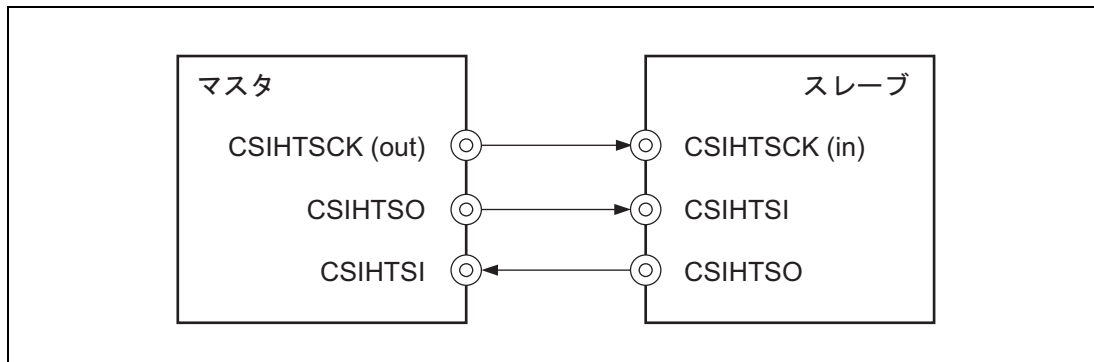 マスタ
CSIHTSCK (out)
CSIHTSO
CSIHTSI
スレーブ
CSIHTSCK (in)
CSIHTSI
CSIHTSO